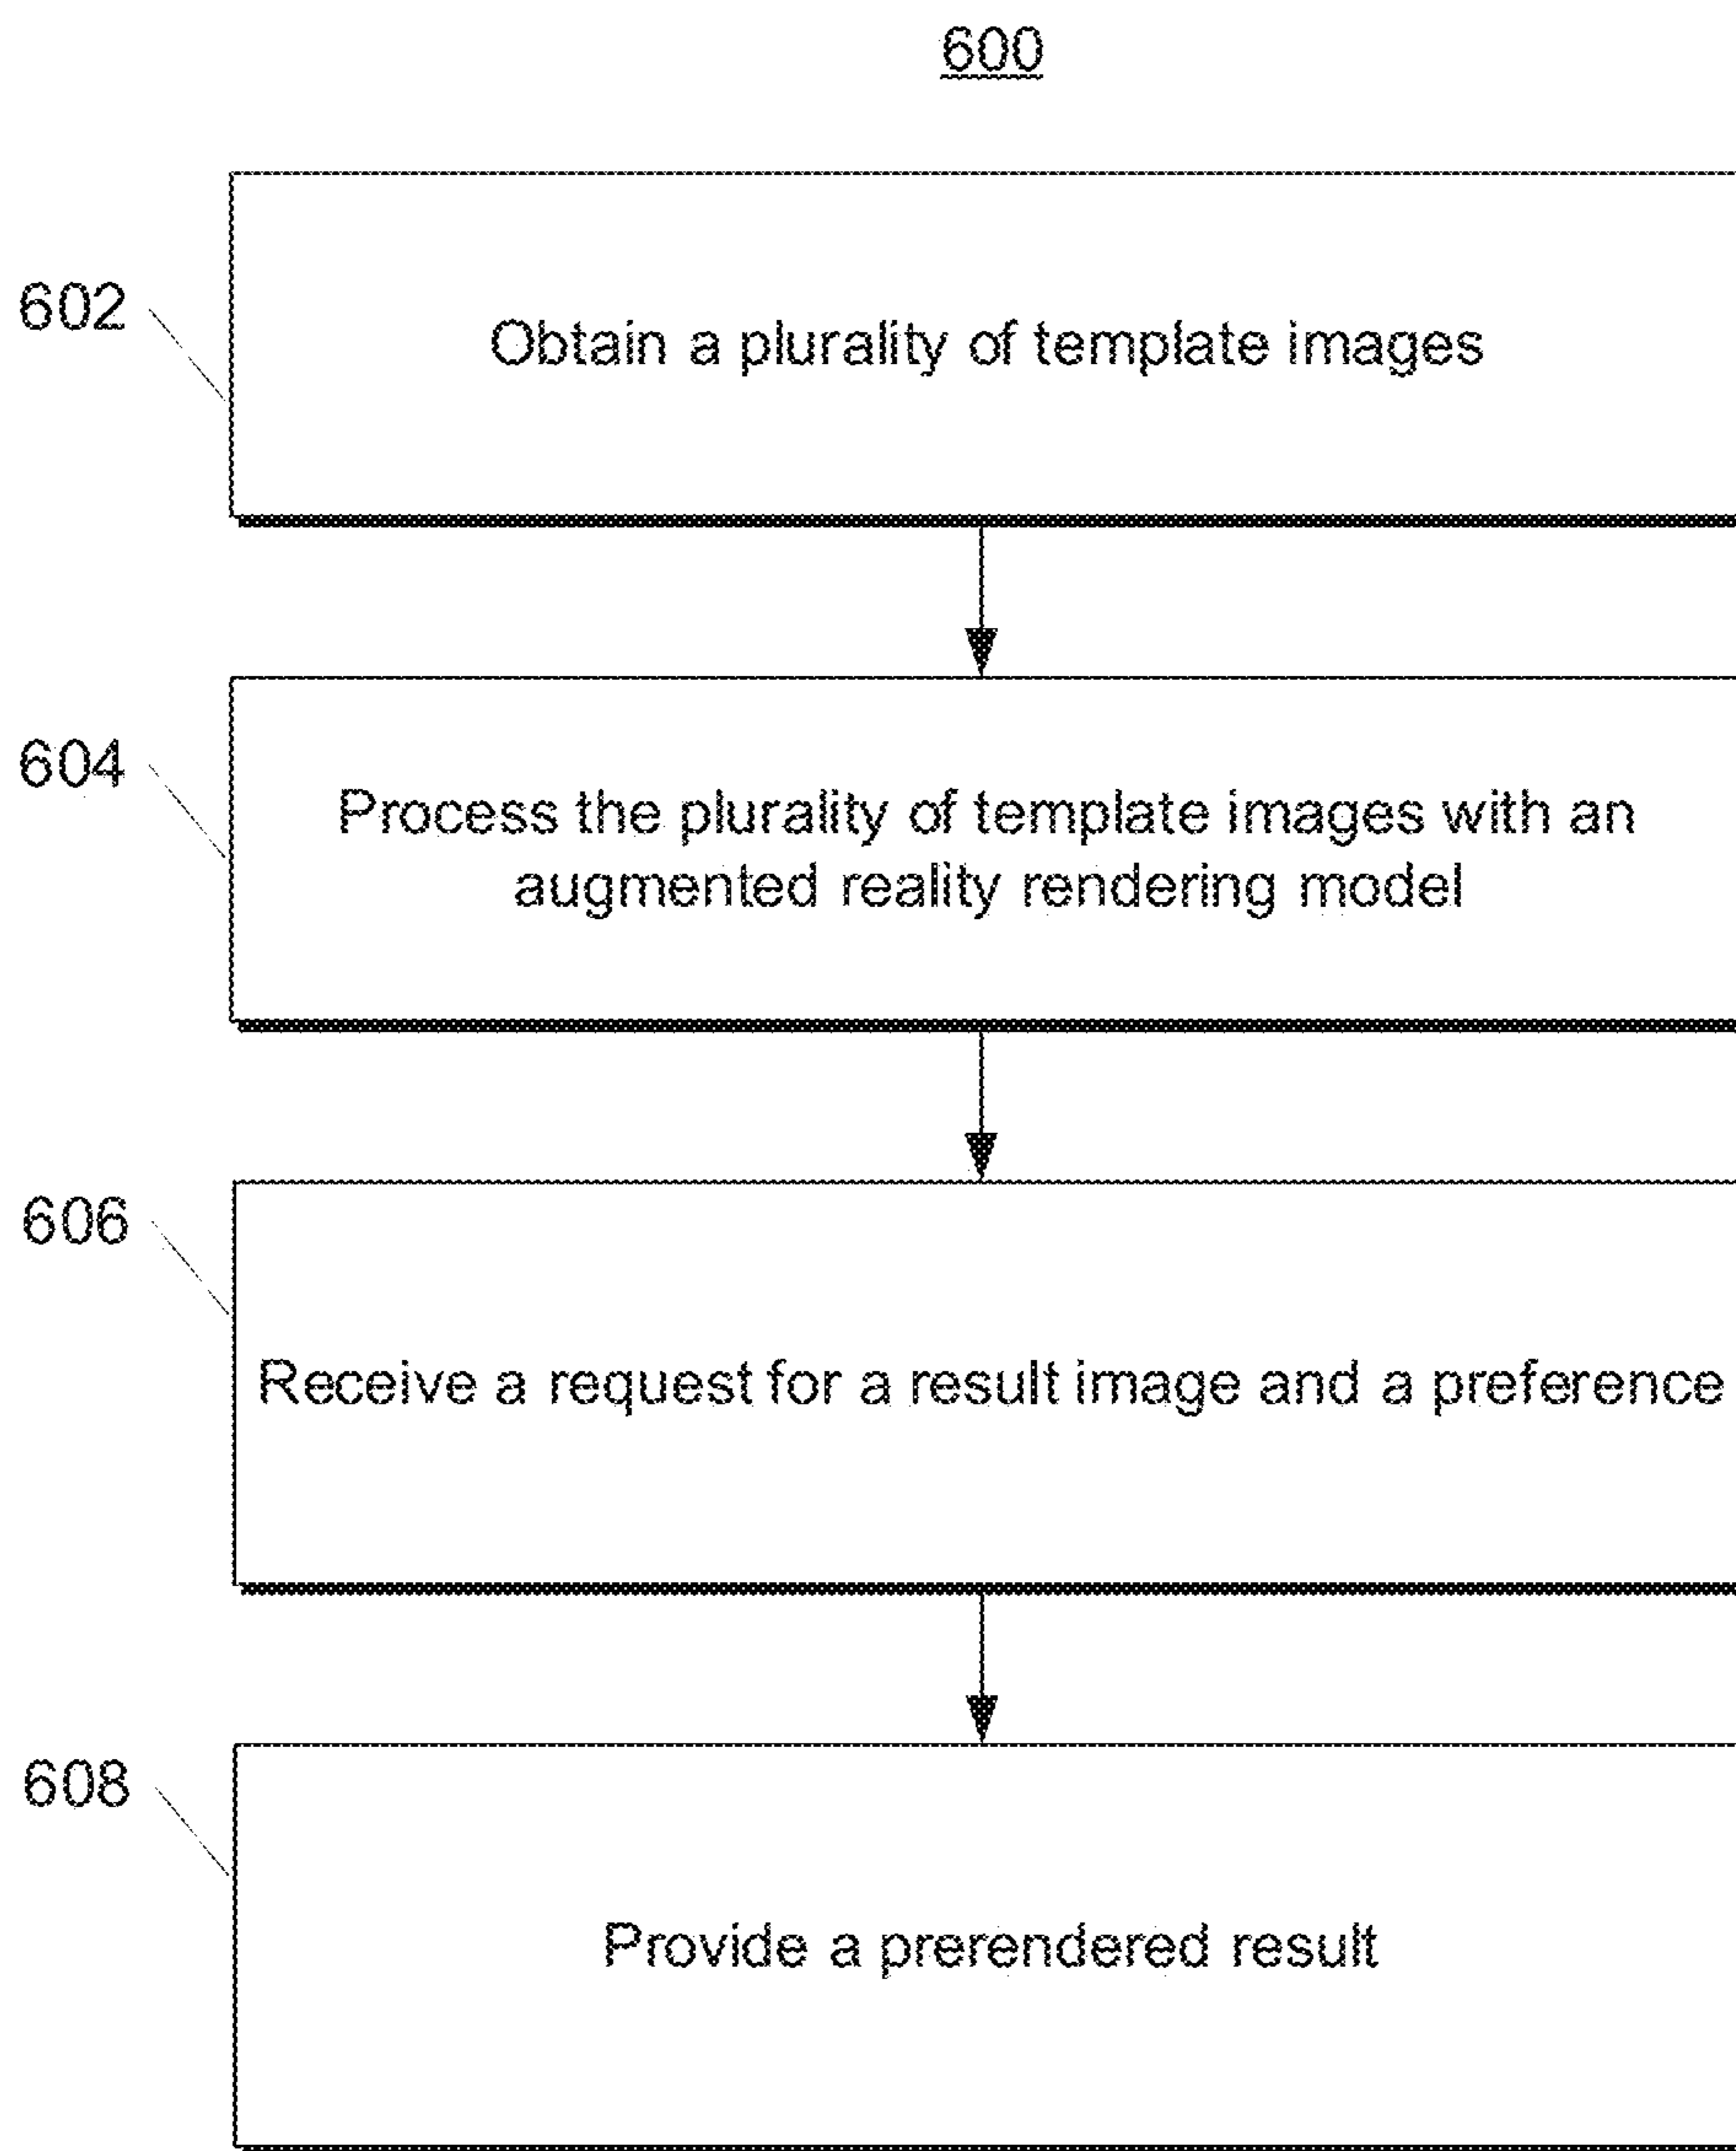 600
602
Obtain a plurality of template images
604
Process the plurality of template images with an
augmented reality rendering model
606
Receive a request for a result image and a preference
608
Provide a prerendered result